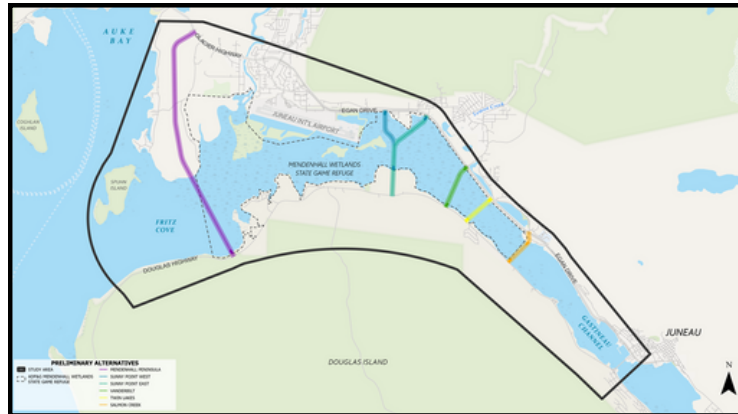 AUKE
BAY
GLACIER HIGHWAY
COGHLAN
ISLAND
EGAN DRIVE
JUNEAU INT'L AIRPORT
SPUHN
ISLAND
MENDENHALL WETLANDS
STATE GAME REFUGE
FRITZ
COVE
DOUGLAS HIGHWAY
EGAN DRIVE
GASTINEAU
CHANNEL
JUNEAU
DOUGLAS ISLAND
N
PRELIMINARY ALTERNATIVES
STUDY AREA
ADF&G MENDENHALL WETLANDS
STATE GAME REFUGE
MENDENHALL PENINSULA
SUNNY POINT WEST
SUNNY POINT EAST
VANDERBILT
TWIN LAKES
SALMON CREEK